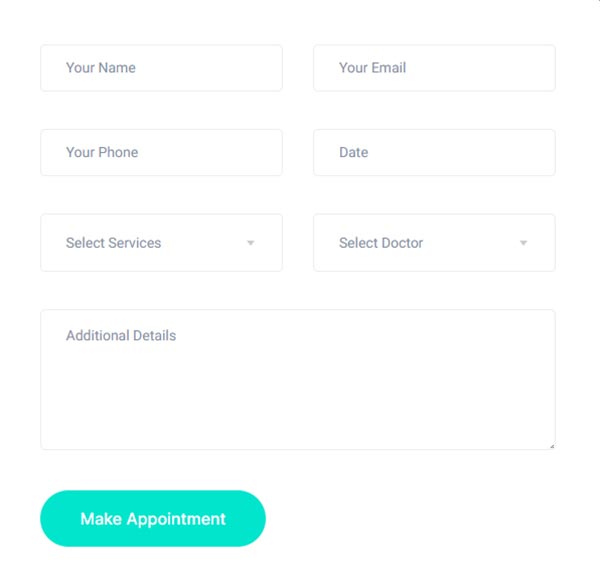 Your Name
Your Email
Your Phone
Date
Select Services
Select Doctor
Additional Details
Make Appointment